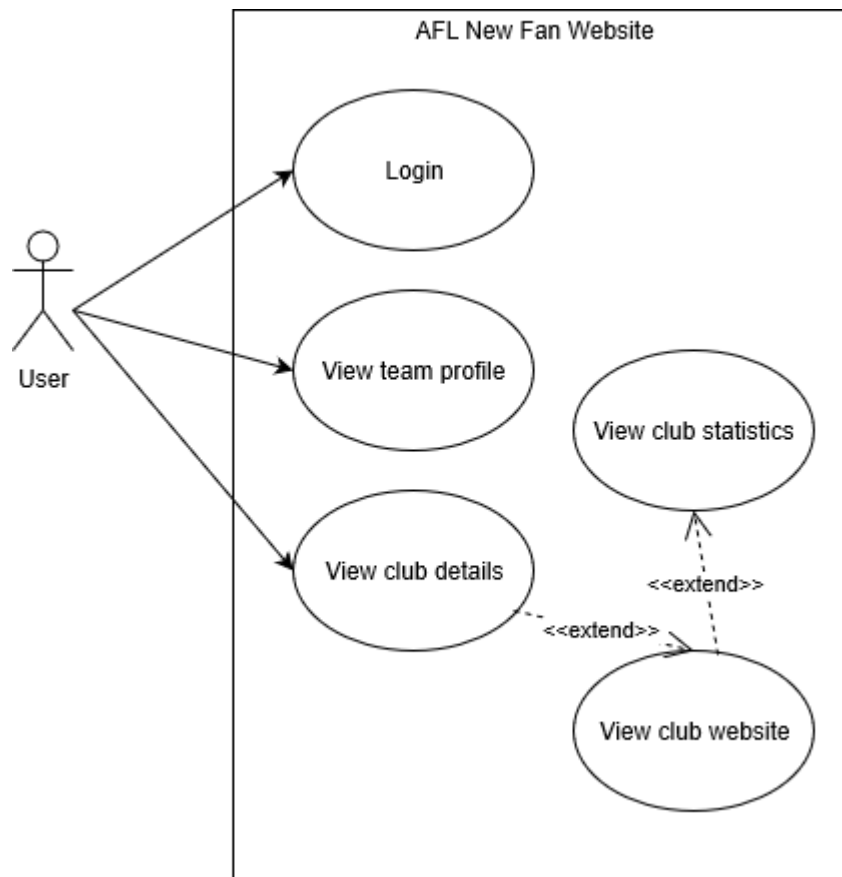 AFL New Fan Website
Login
User
View team profile
View club statistics
View club details
<<extend>>
<<extend>>
View club website